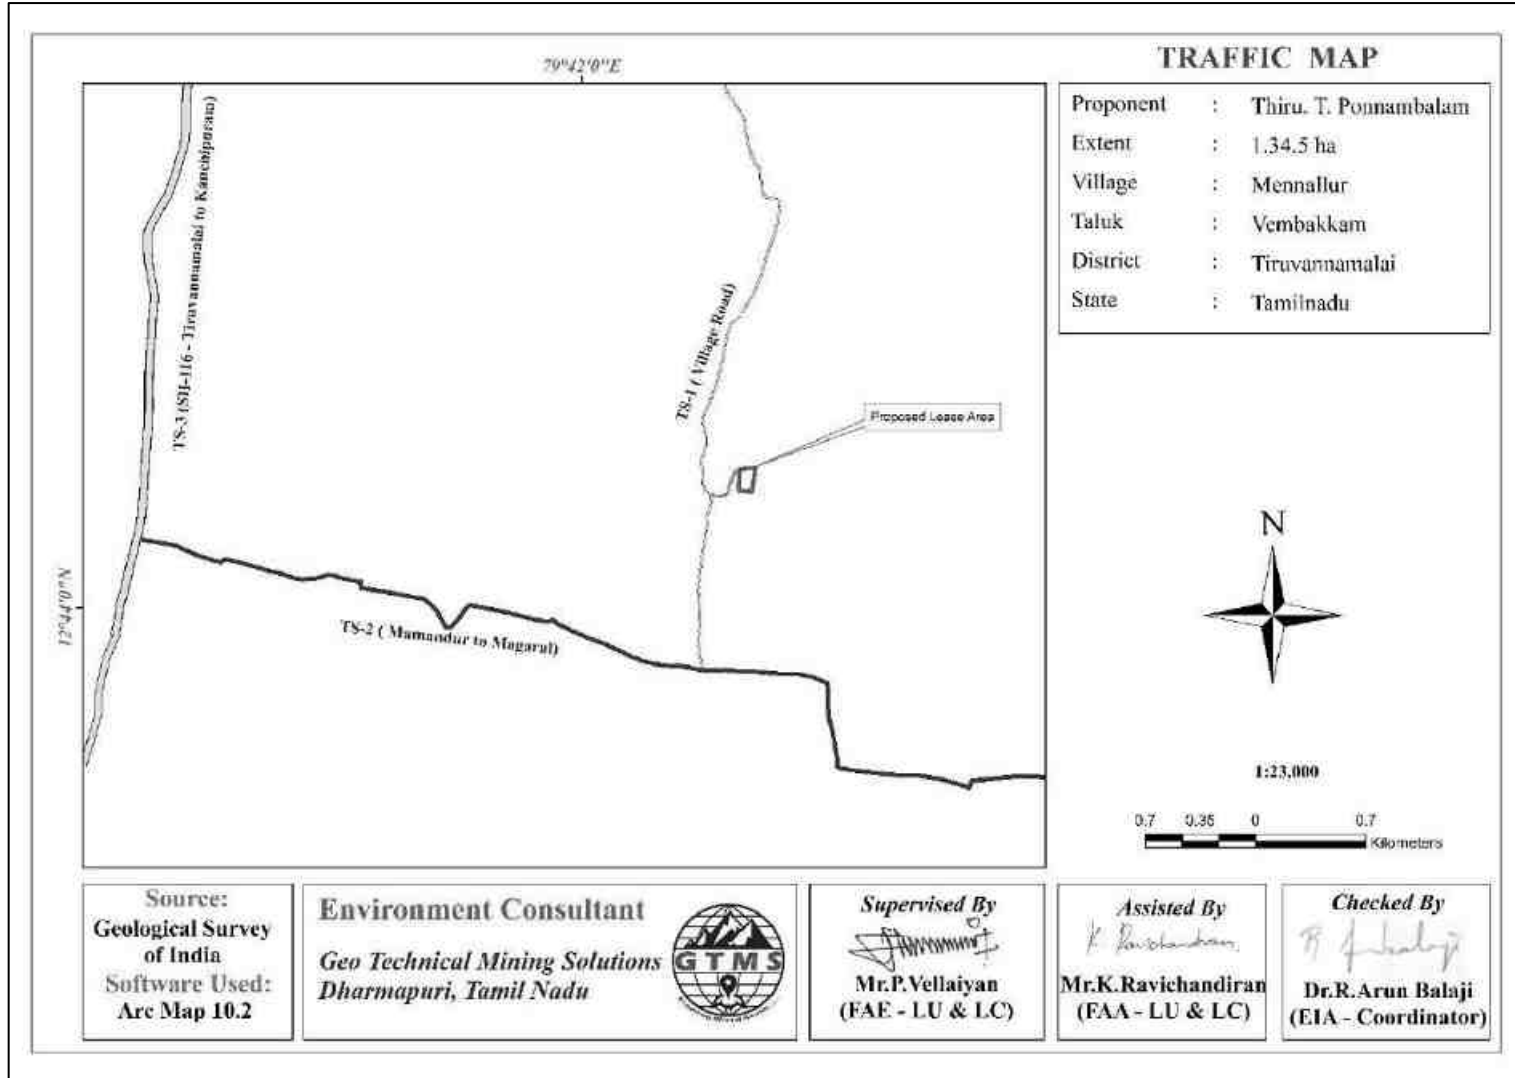 TRAFFIC MAP
79°42'0"E
Proponent : Thiru. T. Ponnambalam
Extent : 1.34.5 ha
Village : Mennallur
Taluk : Vembakkam
District : Tiruvannamalai
State : Tamilnadu
TS-3 (SH-116 - Tiruvannamalai to Kanchipuram)
TS-1 ( Village Road)
Proposed Lease Area
N
12°44'0"N
TS-2 ( Mamandur to Magaral)
1:23,000
0.7 0.35 0 0.7
Kilometers
Source:
Geological Survey
of India
Software Used:
Arc Map 10.2
Environment Consultant
Geo Technical Mining Solutions
Dharmapuri, Tamil Nadu
GTMS
Supervised By
Mr.P.Vellaiyan
(FAE - LU & LC)
Assisted By
K. Ravichandran.
Mr.K.Ravichandiran
(FAA - LU & LC)
Checked By
Dr.R.Arun Balaji
(EIA - Coordinator)